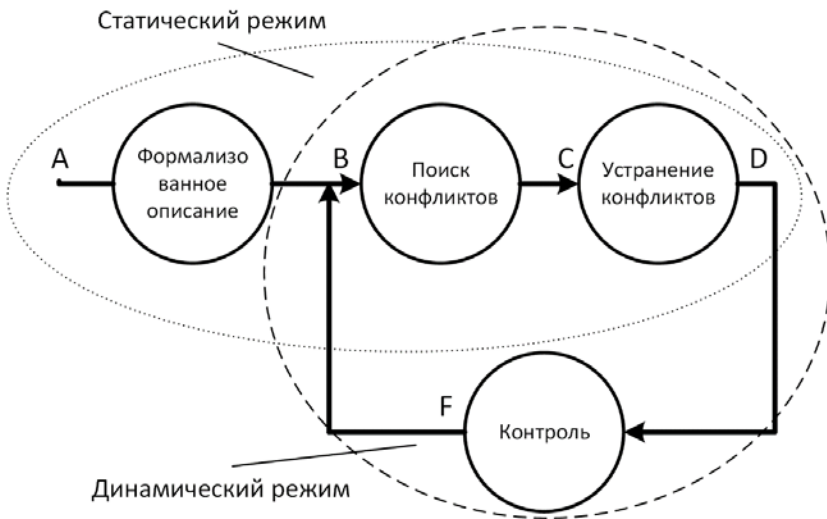 Статический режим
A
Формализо
ванное
описание
B
Поиск
конфликтов
C
Устранение
конфликтов
D
F
Контроль
Динамический режим